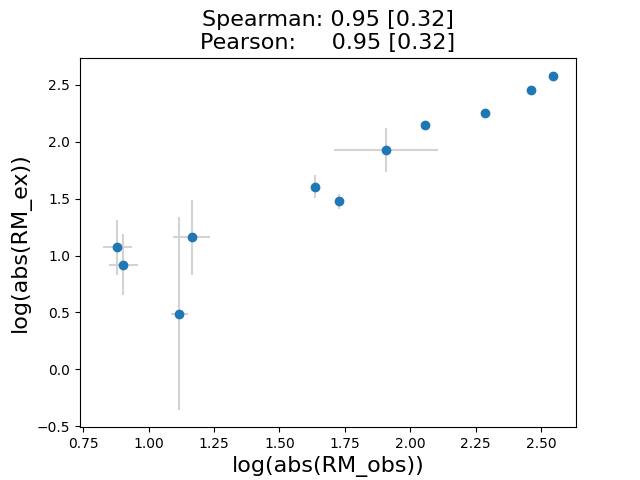 Spearman: 0.95 [0.32]
Pearson: 0.95 [0.32]
2.5
2.0
1.5
1.0
0.5
0.0
−0.5
log(abs(RM_ex))
0.75 1.00 1.25 1.50 1.75 2.00 2.25 2.50
log(abs(RM_obs))